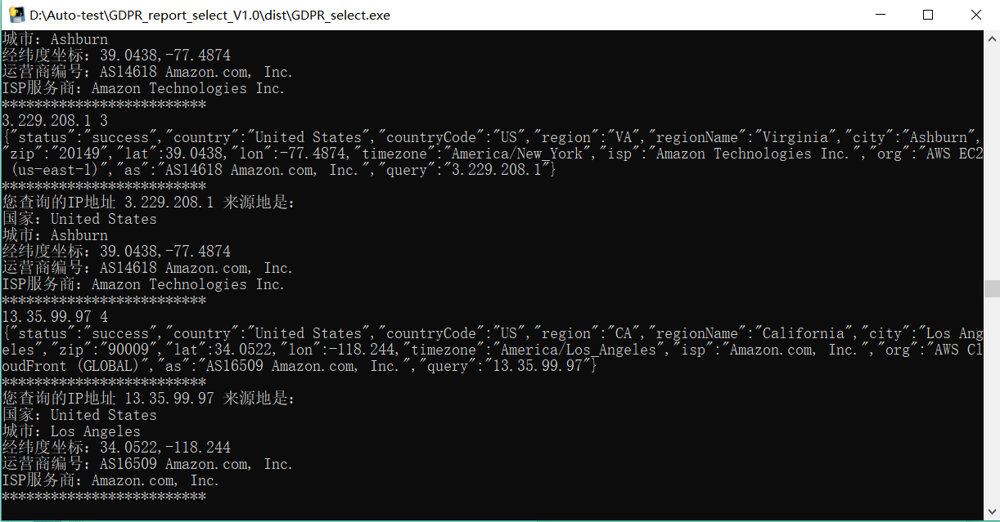 D:\Auto-test\GDPR_report_select_V1.0\dist\GDPR_select.exe
城市：Ashburn
经纬度坐标：39.0438,-77.4874
运营商编号：AS14618 Amazon.com, Inc.
ISP服务商：Amazon Technologies Inc.
*************************
3.229.208.1 3
{"status":"success","country":"United States","countryCode":"US","region":"VA","regionName":"Virginia","city":"Ashburn",
"zip":"20149","lat":39.0438,"lon":-77.4874,"timezone":"America/New_York","isp":"Amazon Technologies Inc.","org":"AWS EC2
 (us-east-1)","as":"AS14618 Amazon.com, Inc.","query":"3.229.208.1"}
*************************
您查询的IP地址 3.229.208.1 来源地是：
国家：United States
城市：Ashburn
经纬度坐标：39.0438,-77.4874
运营商编号：AS14618 Amazon.com, Inc.
ISP服务商：Amazon Technologies Inc.
*************************
13.35.99.97 4
{"status":"success","country":"United States","countryCode":"US","region":"CA","regionName":"California","city":"Los Ang
eles","zip":"90009","lat":34.0522,"lon":-118.244,"timezone":"America/Los_Angeles","isp":"Amazon.com, Inc.","org":"AWS Cl
oudFront (GLOBAL)","as":"AS16509 Amazon.com, Inc.","query":"13.35.99.97"}
*************************
您查询的IP地址 13.35.99.97 来源地是：
国家：United States
城市：Los Angeles
经纬度坐标：34.0522,-118.244
运营商编号：AS16509 Amazon.com, Inc.
ISP服务商：Amazon.com, Inc.
*************************